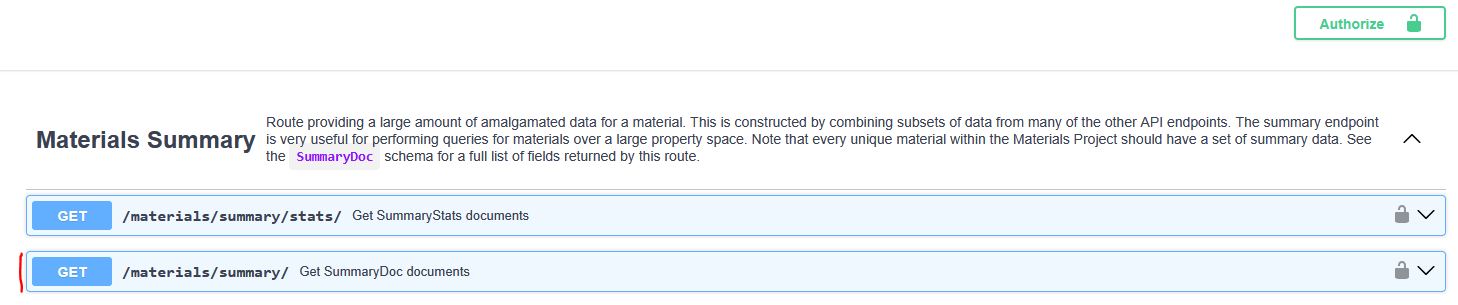 Authorize
Materials Summary
Route providing a large amount of amalgamated data for a material. This is constructed by combining subsets of data from many of the other API endpoints. The summary endpoint
is very useful for performing queries for materials over a large property space. Note that every unique material within the Materials Project should have a set of summary data. See
the SummaryDoc schema for a full list of fields returned by this route.
GET /materials/summary/stats/ Get SummaryStats documents
GET /materials/summary/ Get SummaryDoc documents